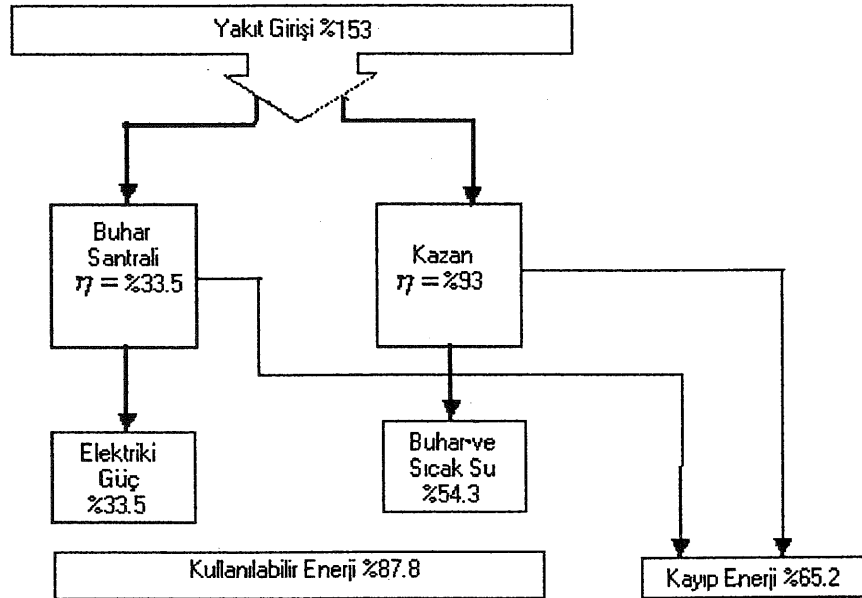 Yakıt Girişi %153
Buhar
Santrali
η = %33.5
Kazan
η = %93
Elektriki
Güç
%33.5
Buhar ve
Sıcak Su
%54.3
Kullanılabilir Enerji %87.8
Kayıp Enerji %65.2